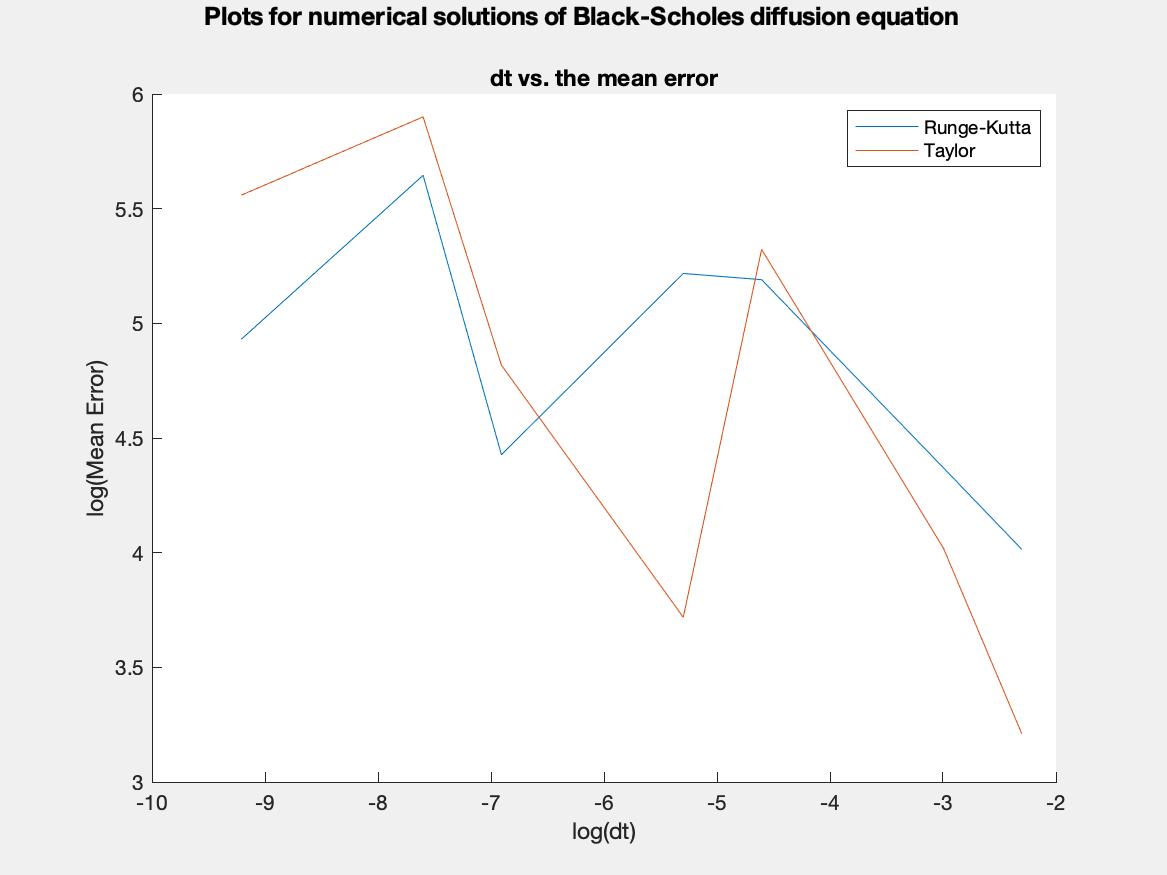 Plots for numerical solutions of Black-Scholes diffusion equation
dt vs. the mean error
Runge-Kutta
Taylor
log(Mean Error)
6
5.5
5
4.5
4
3.5
3
-10 -9 -8 -7 -6 -5 -4 -3 -2
log(dt)